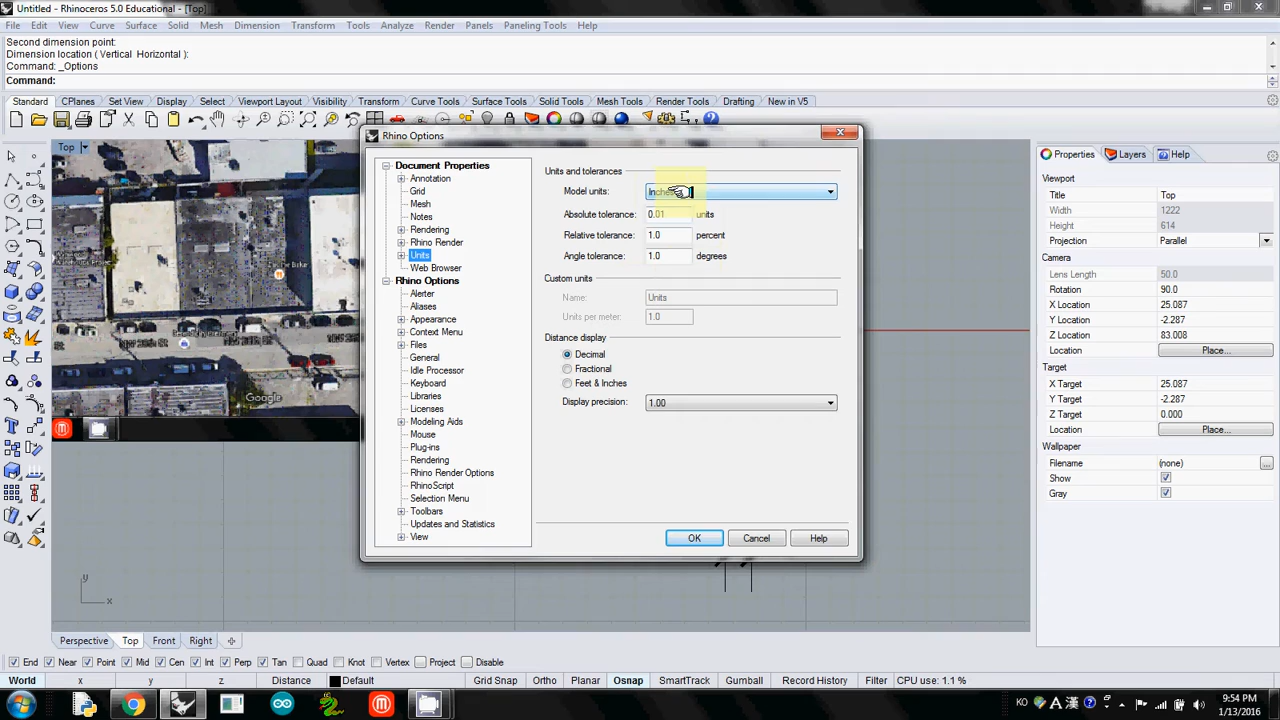 Untitled - Rhinoceros 5.0 Educational - [Top]
File Edit View Curve Surface Solid Mesh Dimension Transform Tools Analyze Render Panels Paneling Tools Help
Second dimension point:
Dimension location ( Vertical Horizontal ):
Command: _Options
Command:
Standard CPlanes Set View Display Select Viewport Layout Visibility Transform Curve Tools Surface Tools Solid Tools Mesh Tools Render Tools Drafting New in V5
Top
Google
Rhino Options
Document Properties
Annotation
Grid
Mesh
Notes
Rendering
Rhino Render
Units
Web Browser
Rhino Options
Alerter
Aliases
Appearance
Context Menu
Files
General
Idle Processor
Keyboard
Libraries
Licenses
Modeling Aids
Mouse
Plug-ins
Rendering
Rhino Render Options
RhinoScript
Selection Menu
Toolbars
Updates and Statistics
View
Units and tolerances
Model units:
Absolute tolerance: 0.01 units
Relative tolerance: 1.0 percent
Angle tolerance: 1.0 degrees
Custom units
Name: Units
Units per meter: 1.0
Distance display
Decimal
Fractional
Feet & Inches
Display precision: 1.00
OK Cancel Help
Properties Layers Help
Viewport
Title Top
Width 1222
Height 614
Projection Parallel
Camera
Lens Length 50.0
Rotation 90.0
X Location 25.087
Y Location -2.287
Z Location 83.008
Location Place...
Target
X Target 25.087
Y Target -2.287
Z Target 0.000
Location Place...
Wallpaper
Filename (none) ...
Show
Gray
y
x
Perspective Top Front Right
End Near Point Mid Cen Int Perp Tan Quad Knot Vertex Project Disable
World x y z Distance Default Grid Snap Ortho Planar Osnap SmartTrack Gumball Record History Filter CPU use: 1.1 %
KO A 漢
9:54 PM
1/13/2016